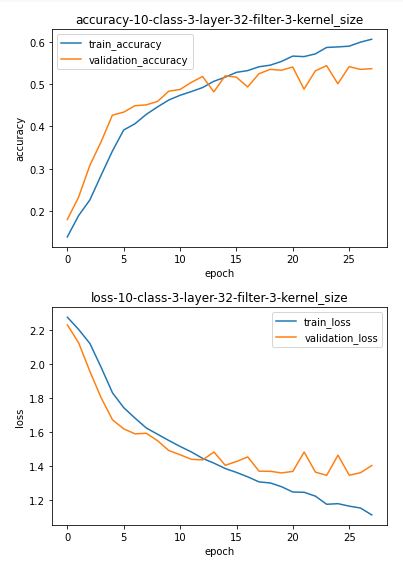 accuracy-10-class-3-layer-32-filter-3-kernel_size
train_accuracy
validation_accuracy
0.6
0.5
0.4
0.3
0.2
accuracy
0 5 10 15 20 25
epoch
loss-10-class-3-layer-32-filter-3-kernel_size
train_loss
validation_loss
2.2
2.0
1.8
1.6
1.4
1.2
loss
0 5 10 15 20 25
epoch